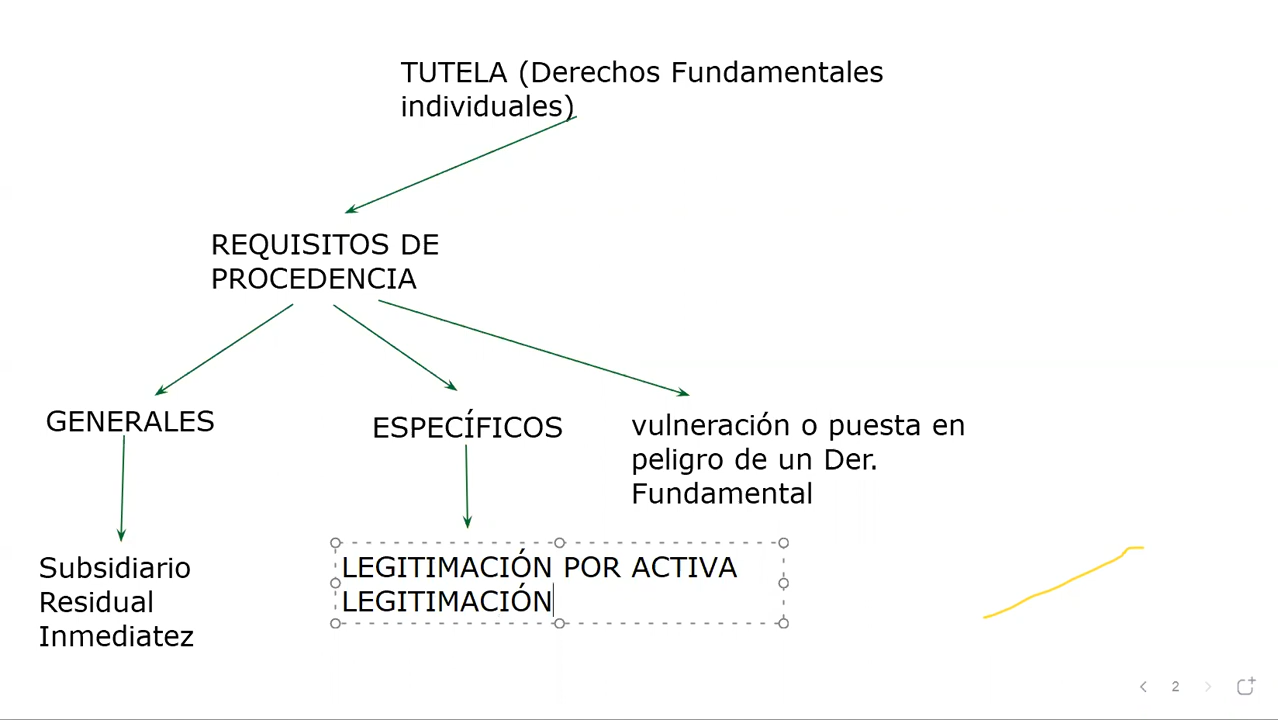 TUTELA (Derechos Fundamentales
individuales)
REQUISITOS DE
PROCEDENCIA
GENERALES
ESPECÍFICOS
vulneración o puesta en
peligro de un Der.
Fundamental
Subsidiario
Residual
Inmediatez
LEGITIMACIÓN POR ACTIVA
LEGITIMACIÓN
2